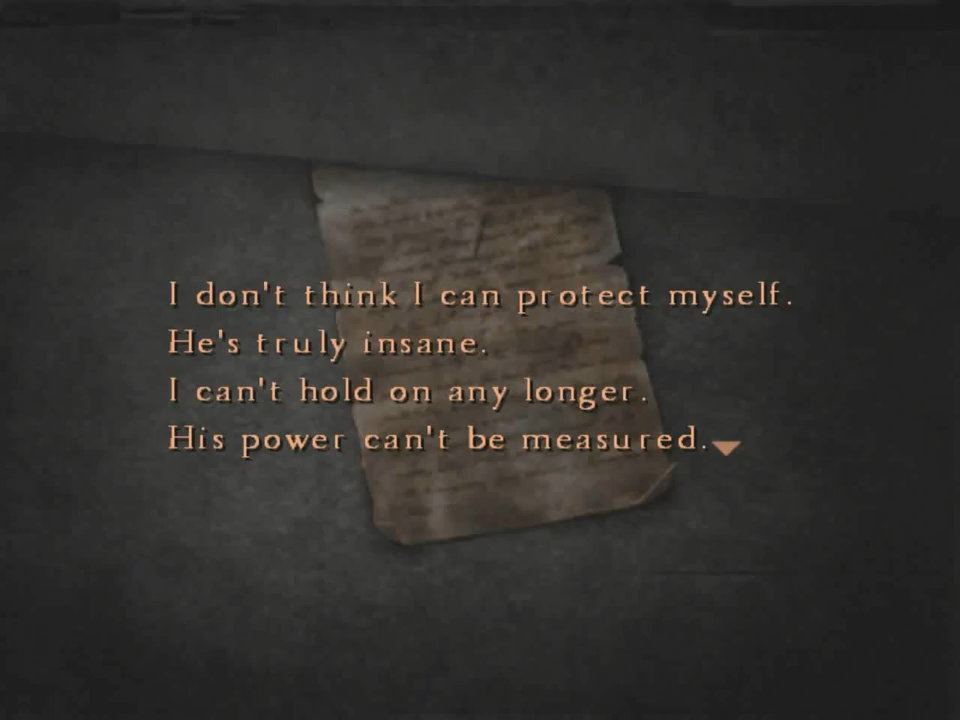 I don't think I can protect myself.
He's truly insane.
I can't hold on any longer.
His power can't be measured.